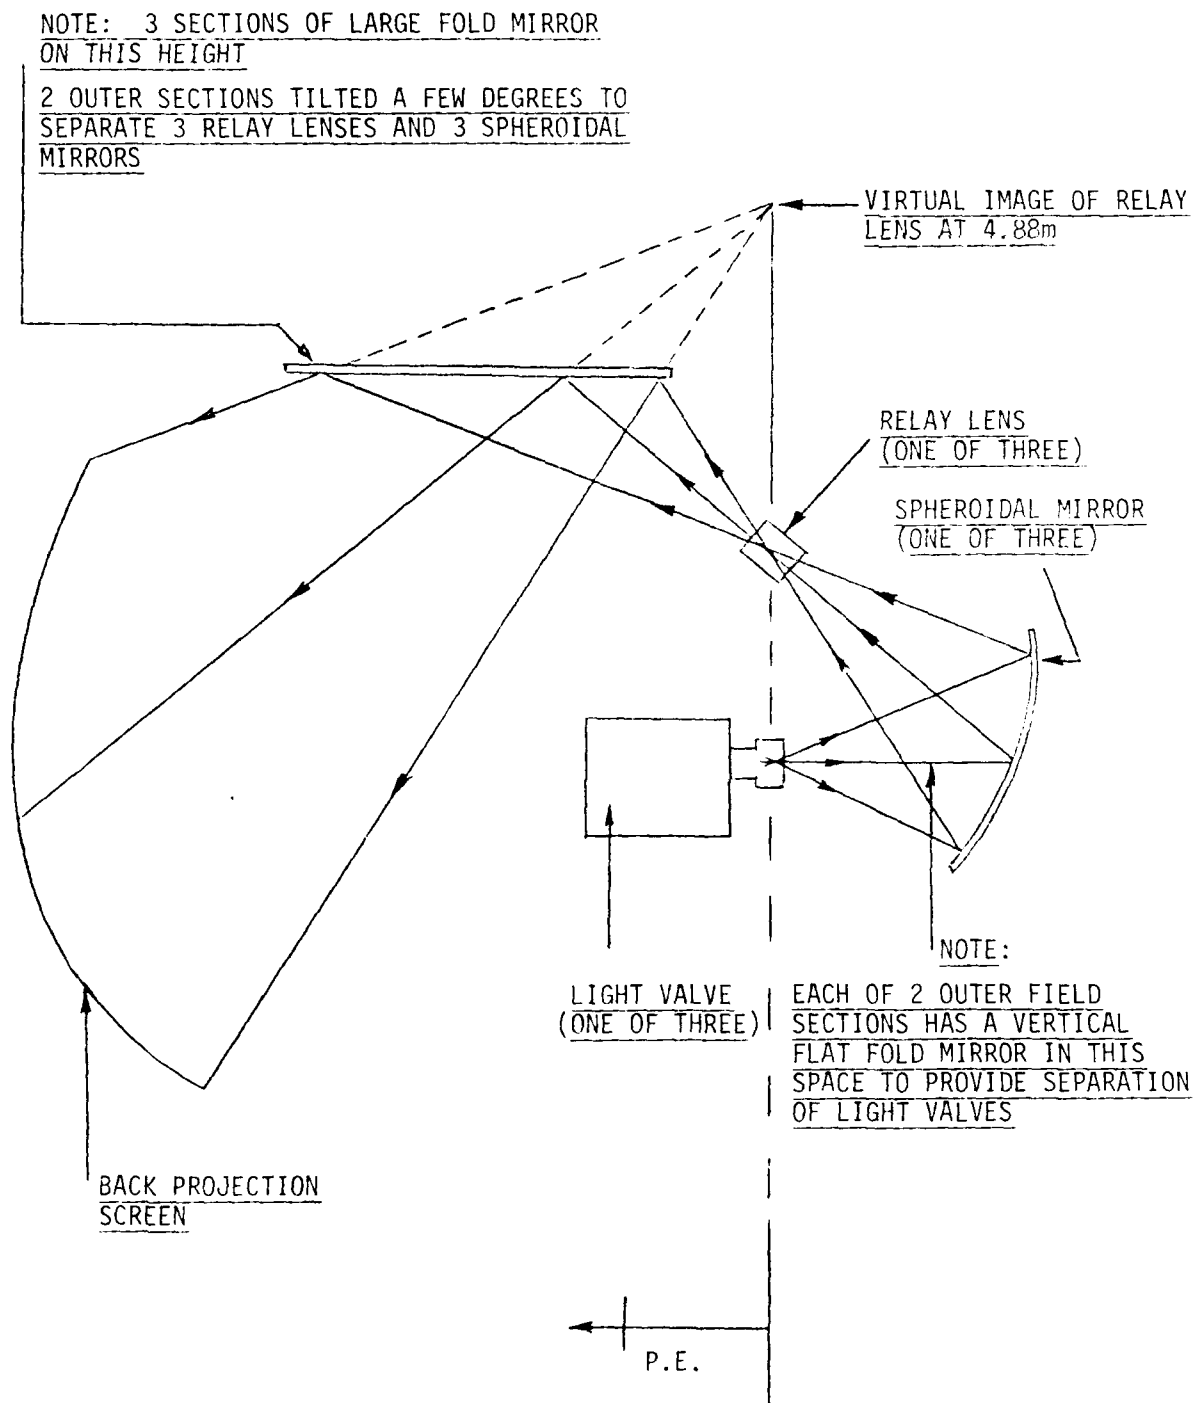 NOTE: 3 SECTIONS OF LARGE FOLD MIRROR
ON THIS HEIGHT
2 OUTER SECTIONS TILTED A FEW DEGREES TO
SEPARATE 3 RELAY LENSES AND 3 SPHEROIDAL
MIRRORS
VIRTUAL IMAGE OF RELAY
LENS AT 4.88m
RELAY LENS
(ONE OF THREE)
SPHEROIDAL MIRROR
(ONE OF THREE)
NOTE:
EACH OF 2 OUTER FIELD
SECTIONS HAS A VERTICAL
FLAT FOLD MIRROR IN THIS
SPACE TO PROVIDE SEPARATION
OF LIGHT VALVES
LIGHT VALVE
(ONE OF THREE)
BACK PROJECTION
SCREEN
P.E.